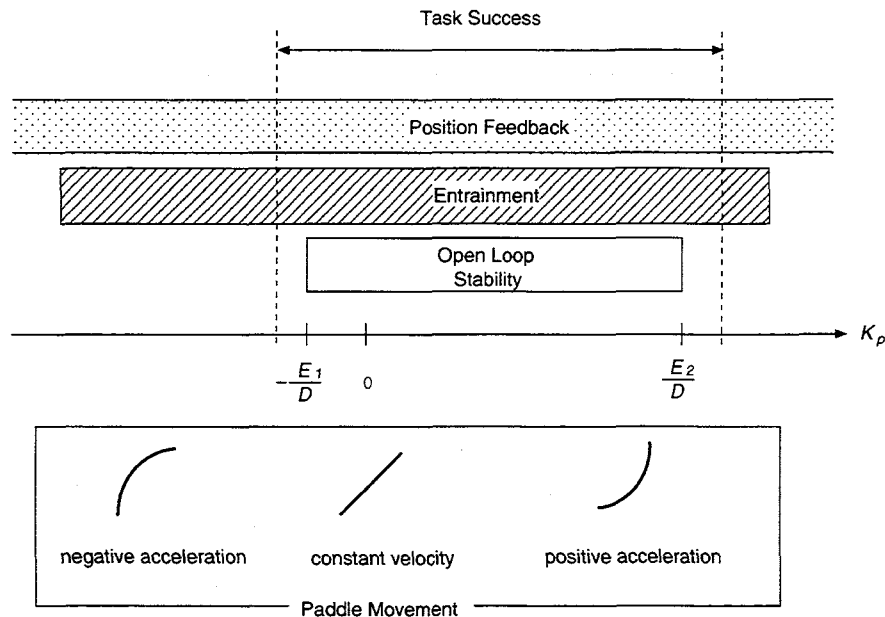 Task Success
Position Feedback
Entrainment
Open Loop
Stability
K_p
-E_1/D
0
E_2/D
negative acceleration
constant velocity
positive acceleration
Paddle Movement